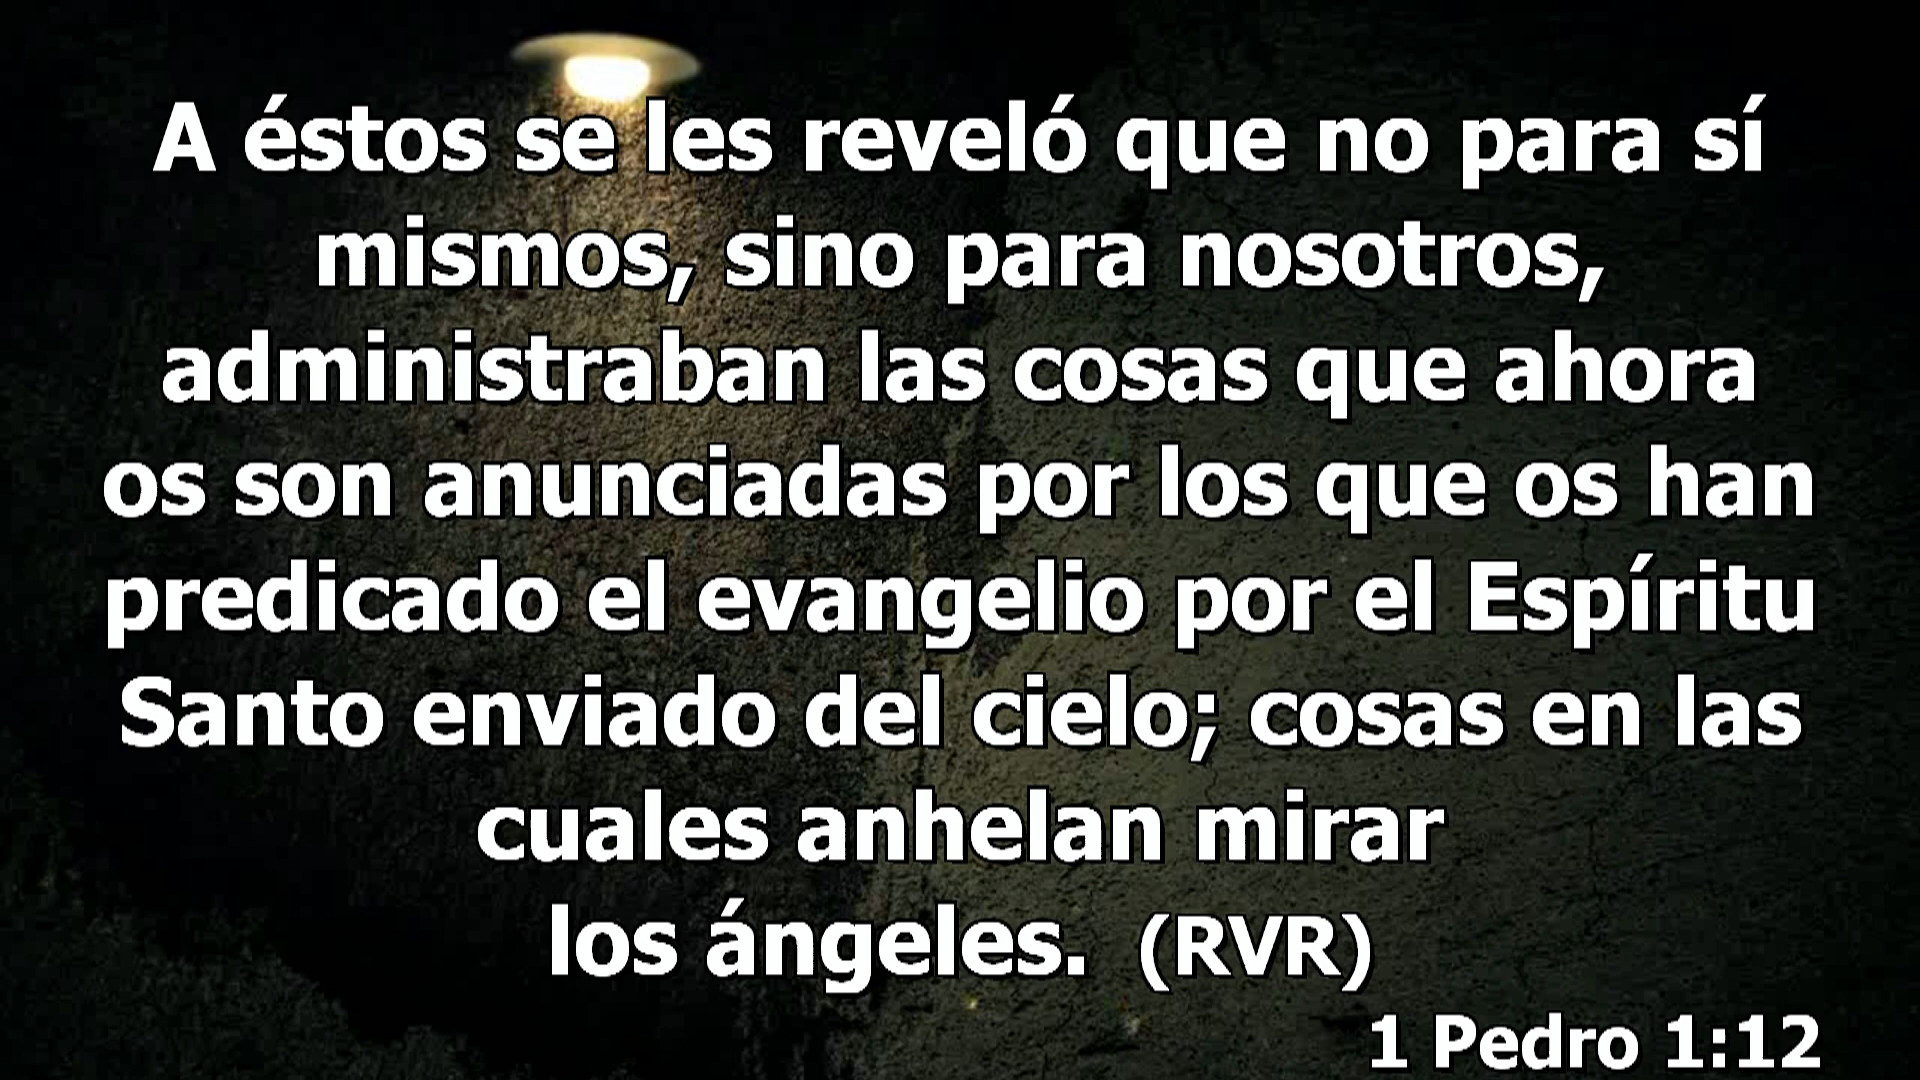 A éstos se les reveló que no para sí
mismos, sino para nosotros,
administraban las cosas que ahora
os son anunciadas por los que os han
predicado el evangelio por el Espíritu
Santo enviado del cielo; cosas en las
cuales anhelan mirar
los ángeles. (RVR)
1 Pedro 1:12